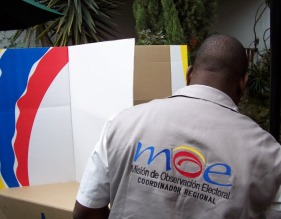 moe
Misión de Observación Electoral
COORDINADOR REGIONAL